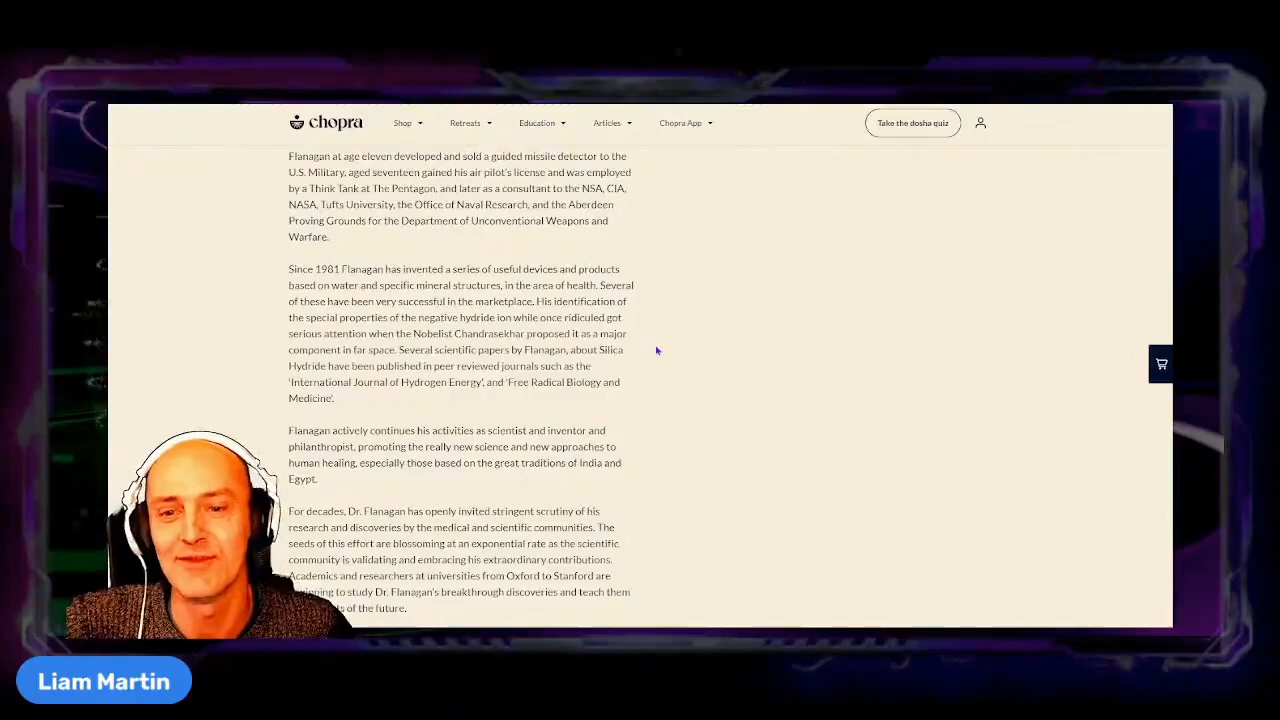 chopra
Shop
Retreats
Education
Articles
Chopra App
Take the dosha quiz
Flanagan at age eleven developed and sold a guided missile detector to the
U.S. Military, aged seventeen gained his air pilot's license and was employed
by a Think Tank at The Pentagon, and later as a consultant to the NSA, CIA,
NASA, Tufts University, the Office of Naval Research, and the Aberdeen
Proving Grounds for the Department of Unconventional Weapons and
Warfare.
Since 1981 Flanagan has invented a series of useful devices and products
based on water and specific mineral structures, in the area of health. Several
of these have been very successful in the marketplace. His identification of
the special properties of the negative hydride ion while once ridiculed got
serious attention when the Nobelist Chandrasekhar proposed it as a major
component in far space. Several scientific papers by Flanagan, about Silica
Hydride have been published in peer reviewed journals such as the
'International Journal of Hydrogen Energy', and 'Free Radical Biology and
Medicine'.
Flanagan actively continues his activities as scientist and inventor and
philanthropist, promoting the really new science and new approaches to
human healing, especially those based on the great traditions of India and
Egypt.
For decades, Dr. Flanagan has openly invited stringent scrutiny of his
research and discoveries by the medical and scientific communities. The
seeds of this effort are blossoming at an exponential rate as the scientific
community is validating and embracing his extraordinary contributions.
Academics and researchers at universities from Oxford to Stanford are
to study Dr. Flanagan's breakthrough discoveries and teach them
of the future.
Liam Martin